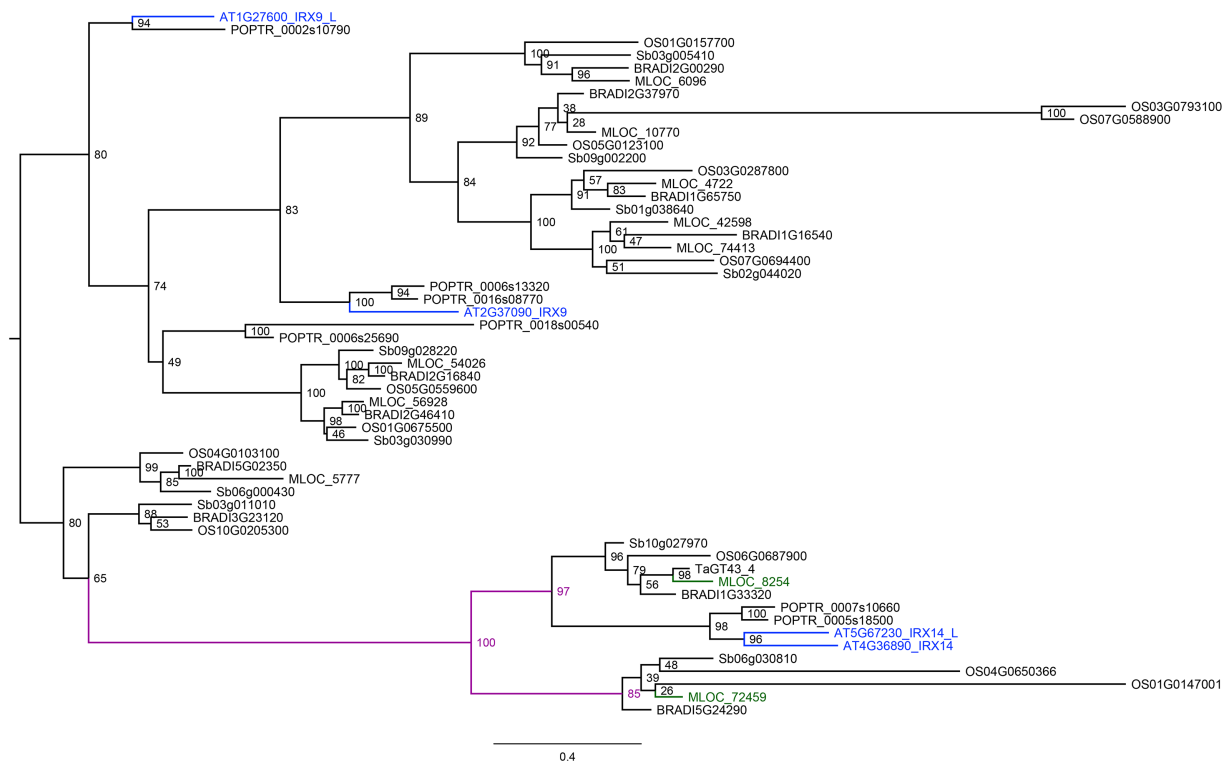 AT1G27600_IRX9_L
94
POPTR_0002s10790
OS01G0157700
100
Sb03g005410
91
BRADI2G00290
96
MLOC_6096
BRADI2G37970
38
OS03G0793100
100
OS07G0588900
89
77
28
MLOC_10770
92
OS05G0123100
80
Sb09g002200
OS03G0287800
84
57
MLOC_4722
83
91
BRADI1G65750
83
Sb01g038640
100
MLOC_42598
61
BRADI1G16540
47
100
MLOC_74413
OS07G0694400
51
Sb02g044020
74
POPTR_0006s13320
94
100
POPTR_0016s08770
AT2G37090_IRX9
POPTR_0018s00540
100
POPTR_0006s25690
Sb09g028220
49
100
MLOC_54026
100
82
BRADI2G16840
100
OS05G0559600
MLOC_56928
100
BRADI2G46410
98
OS01G0675500
46
Sb03g030990
OS04G0103100
99
BRADI5G02350
100
85
MLOC_5777
Sb06g000430
80
Sb03g011010
88
BRADI3G23120
53
OS10G0205300
65
Sb10g027970
96
OS06G0687900
79
TaGT43_4
98
56
MLOC_8254
97
BRADI1G33320
POPTR_0007s10660
100
98
POPTR_0005s18500
AT5G67230_IRX14_L
96
100
AT4G36890_IRX14
Sb06g030810
48
OS04G0650366
39
OS01G0147001
85
26
MLOC_72459
BRADI5G24290
0.4